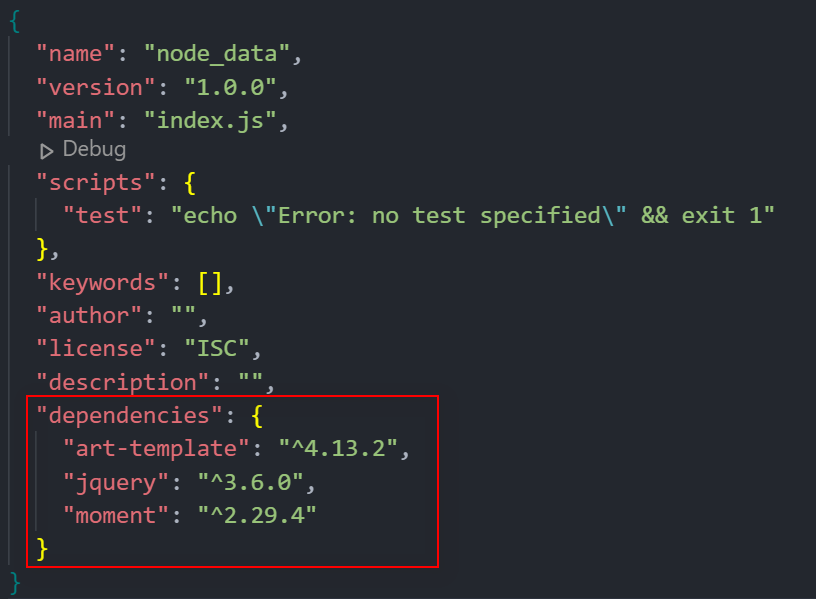 {
"name": "node_data",
"version": "1.0.0",
"main": "index.js",
Debug
"scripts": {
"test": "echo \"Error: no test specified\" && exit 1"
},
"keywords": [],
"author": "",
"license": "ISC",
"description": "",
"dependencies": {
"art-template": "^4.13.2",
"jquery": "^3.6.0",
"moment": "^2.29.4"
}
}